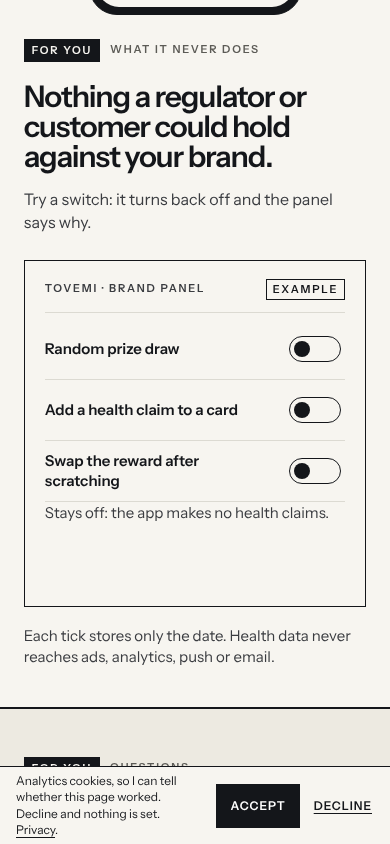 FOR YOU WHAT IT NEVER DOES
Nothing a regulator or
customer could hold
against your brand.
Try a switch: it turns back off and the panel
says why.
TOVEMI · BRAND PANEL EXAMPLE
Random prize draw
Add a health claim to a card
Swap the reward after
scratching
Stays off: the app makes no health claims.
Each tick stores only the date. Health data never
reaches ads, analytics, push or email.
FOR YOU QUESTIONS
Analytics cookies, so I can tell
whether this page worked.
Decline and nothing is set.
Privacy.
ACCEPT DECLINE